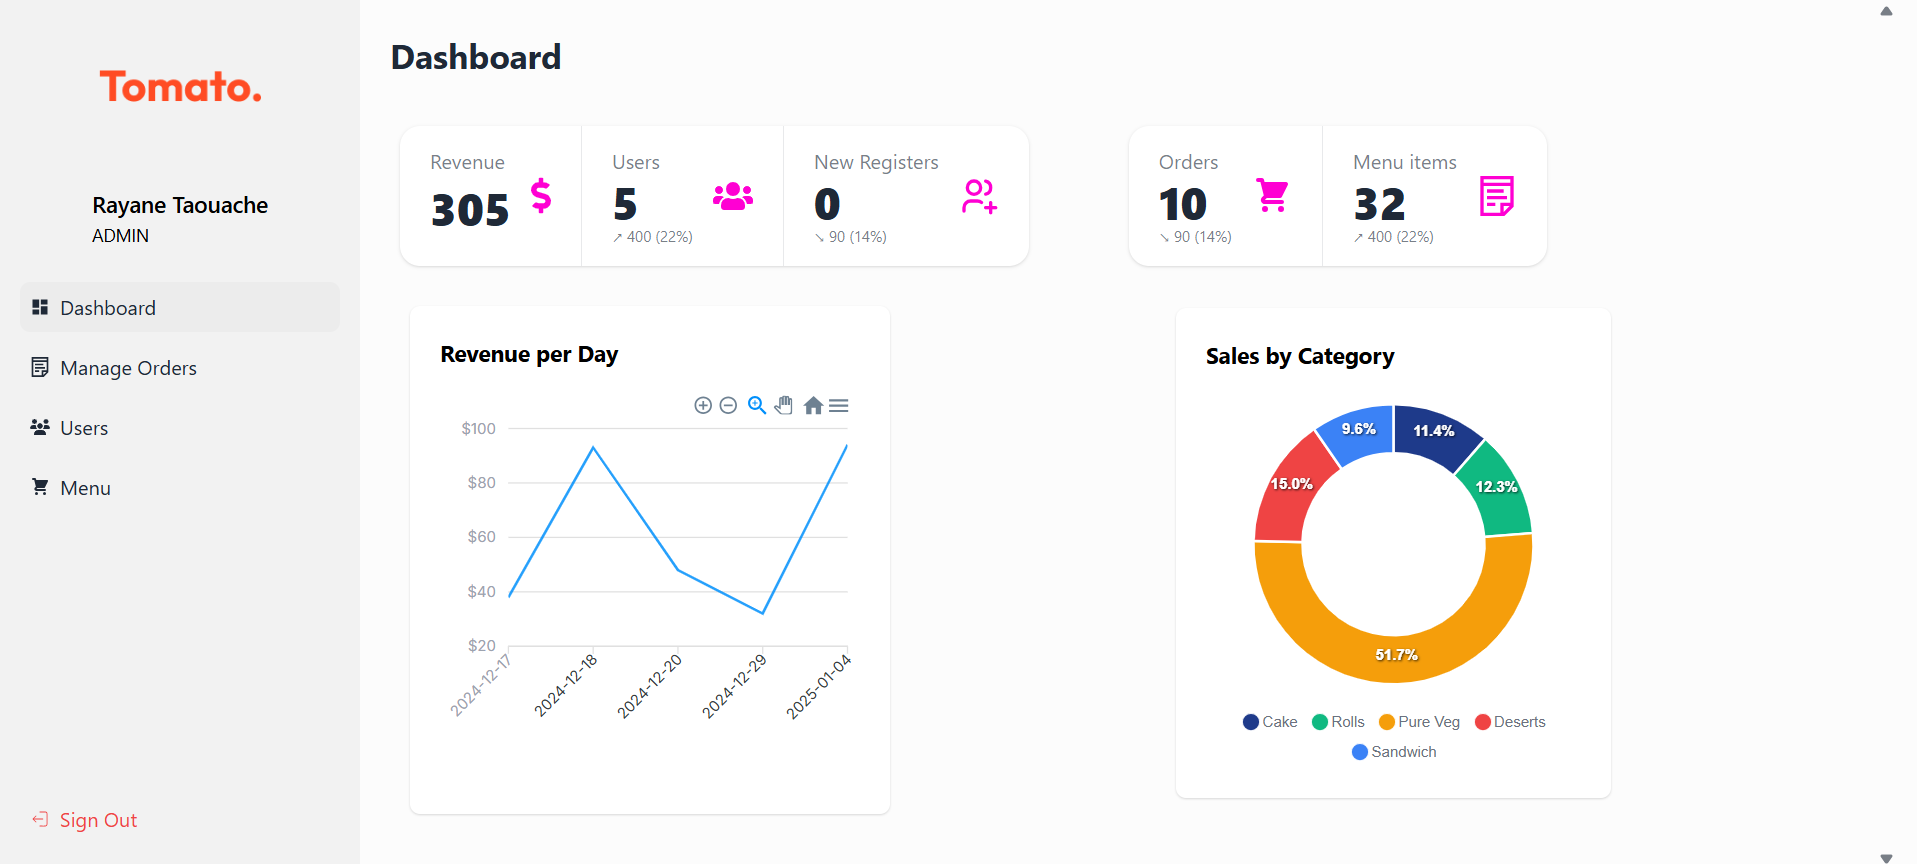 Tomato.
Rayane Taouache
ADMIN
Dashboard
Manage Orders
Users
Menu
Sign Out
Dashboard
Revenue
305
Users
5
↗ 400 (22%)
New Registers
0
↘ 90 (14%)
Orders
10
↘ 90 (14%)
Menu items
32
↗ 400 (22%)
Revenue per Day
$100
$80
$60
$40
$20
2024-12-17
2024-12-18
2024-12-20
2024-12-29
2025-01-04
Sales by Category
9.6%
11.4%
15.0%
12.3%
51.7%
Cake Rolls Pure Veg Deserts
Sandwich